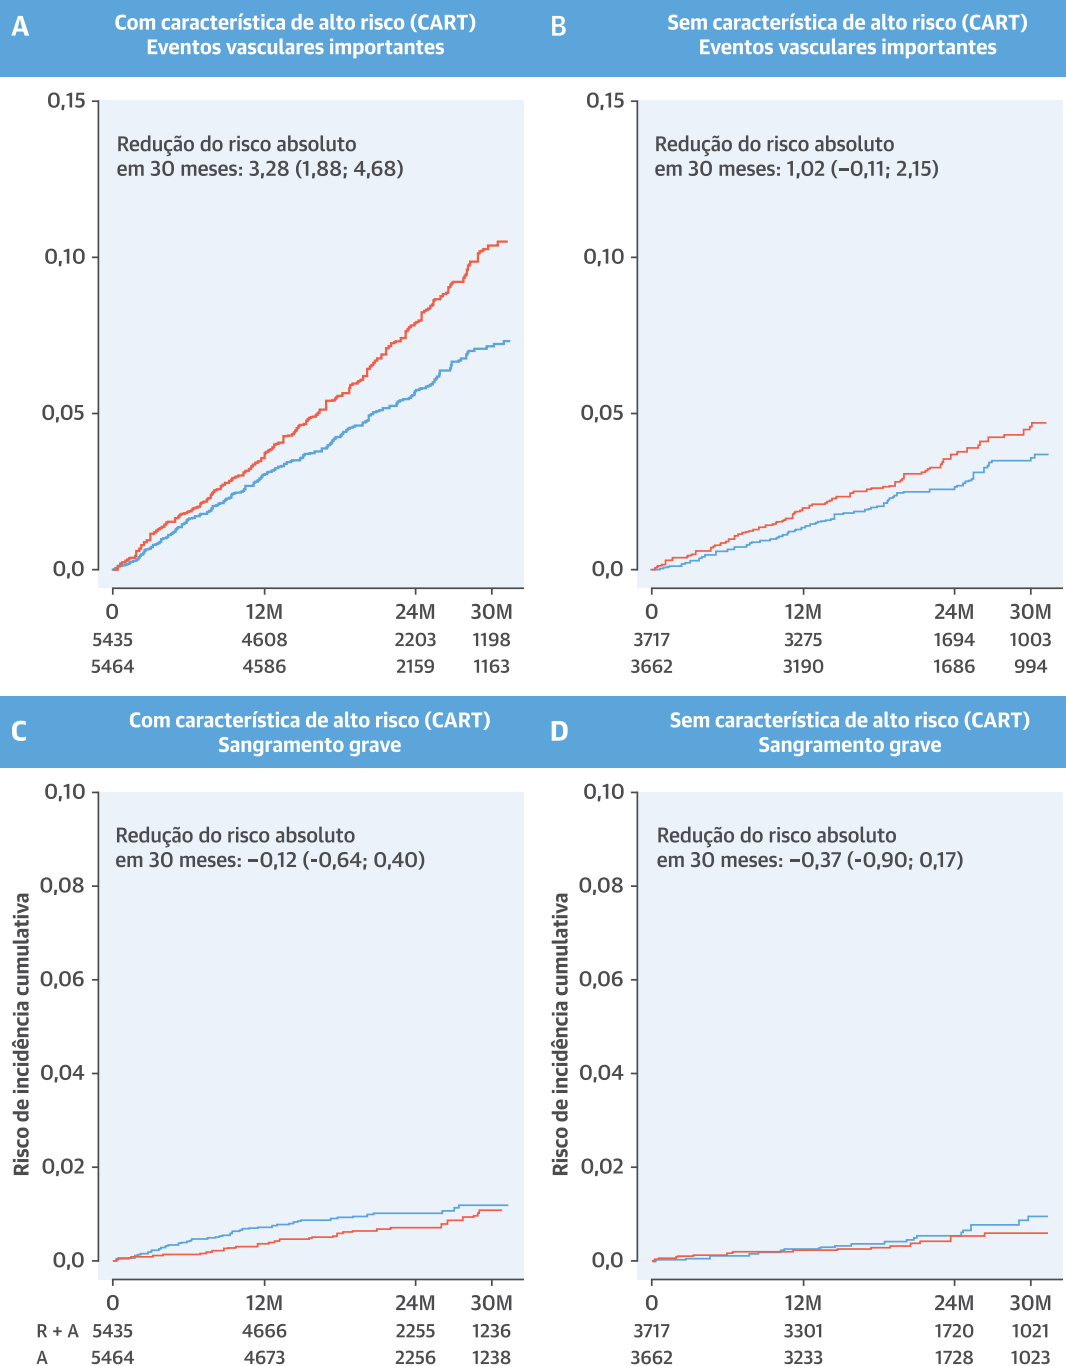 A
Com característica de alto risco (CART)
Eventos vasculares importantes
0,15
0,10
0,05
0,0
Redução do risco absoluto
em 30 meses: 3,28 (1,88; 4,68)
0 12M 24M 30M
5435 4608 2203 1198
5464 4586 2159 1163
B
Sem característica de alto risco (CART)
Eventos vasculares importantes
0,15
0,10
0,05
0,0
Redução do risco absoluto
em 30 meses: 1,02 (−0,11; 2,15)
0 12M 24M 30M
3717 3275 1694 1003
3662 3190 1686 994
C
Com característica de alto risco (CART)
Sangramento grave
Risco de incidência cumulativa
0,10
0,08
0,06
0,04
0,02
0,0
Redução do risco absoluto
em 30 meses: −0,12 (-0,64; 0,40)
0 12M 24M 30M
R + A 5435 4666 2255 1236
A 5464 4673 2256 1238
D
Sem característica de alto risco (CART)
Sangramento grave
Risco de incidência cumulativa
0,10
0,08
0,06
0,04
0,02
0,0
Redução do risco absoluto
em 30 meses: −0,37 (-0,90; 0,17)
0 12M 24M 30M
3717 3301 1720 1021
3662 3233 1728 1023